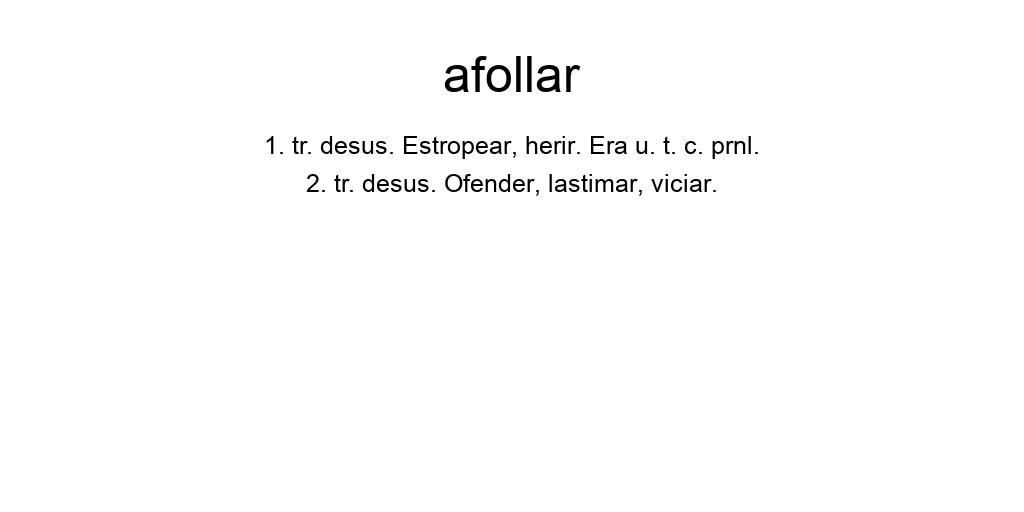 afollar
1. tr. desus. Estropear, herir. Era u. t. c. prnl.
2. tr. desus. Ofender, lastimar, viciar.